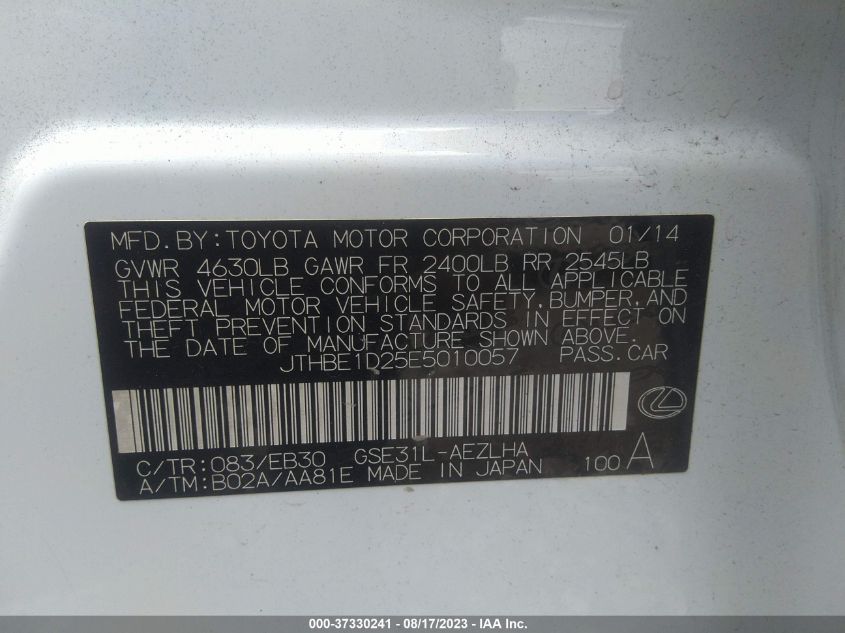 MFD.BY:TOYOTA MOTOR CORPORATION 01/14
GVWR 4630LB GAWR FR 2400LB RR 2545LB
THIS VEHICLE CONFORMS TO ALL APPLICABLE
FEDERAL MOTOR VEHICLE SAFETY,BUMPER,AND
THEFT PREVENTION STANDARDS IN EFFECT ON
THE DATE OF MANUFACTURE SHOWN ABOVE.
JTHBE1D25E5010057 PASS.CAR
C/TR:083/EB30 GSE31L-AEZLHA
A/TM:B02A/AA81E MADE IN JAPAN 100 A
000-37330241 - 08/17/2023 - IAA Inc.